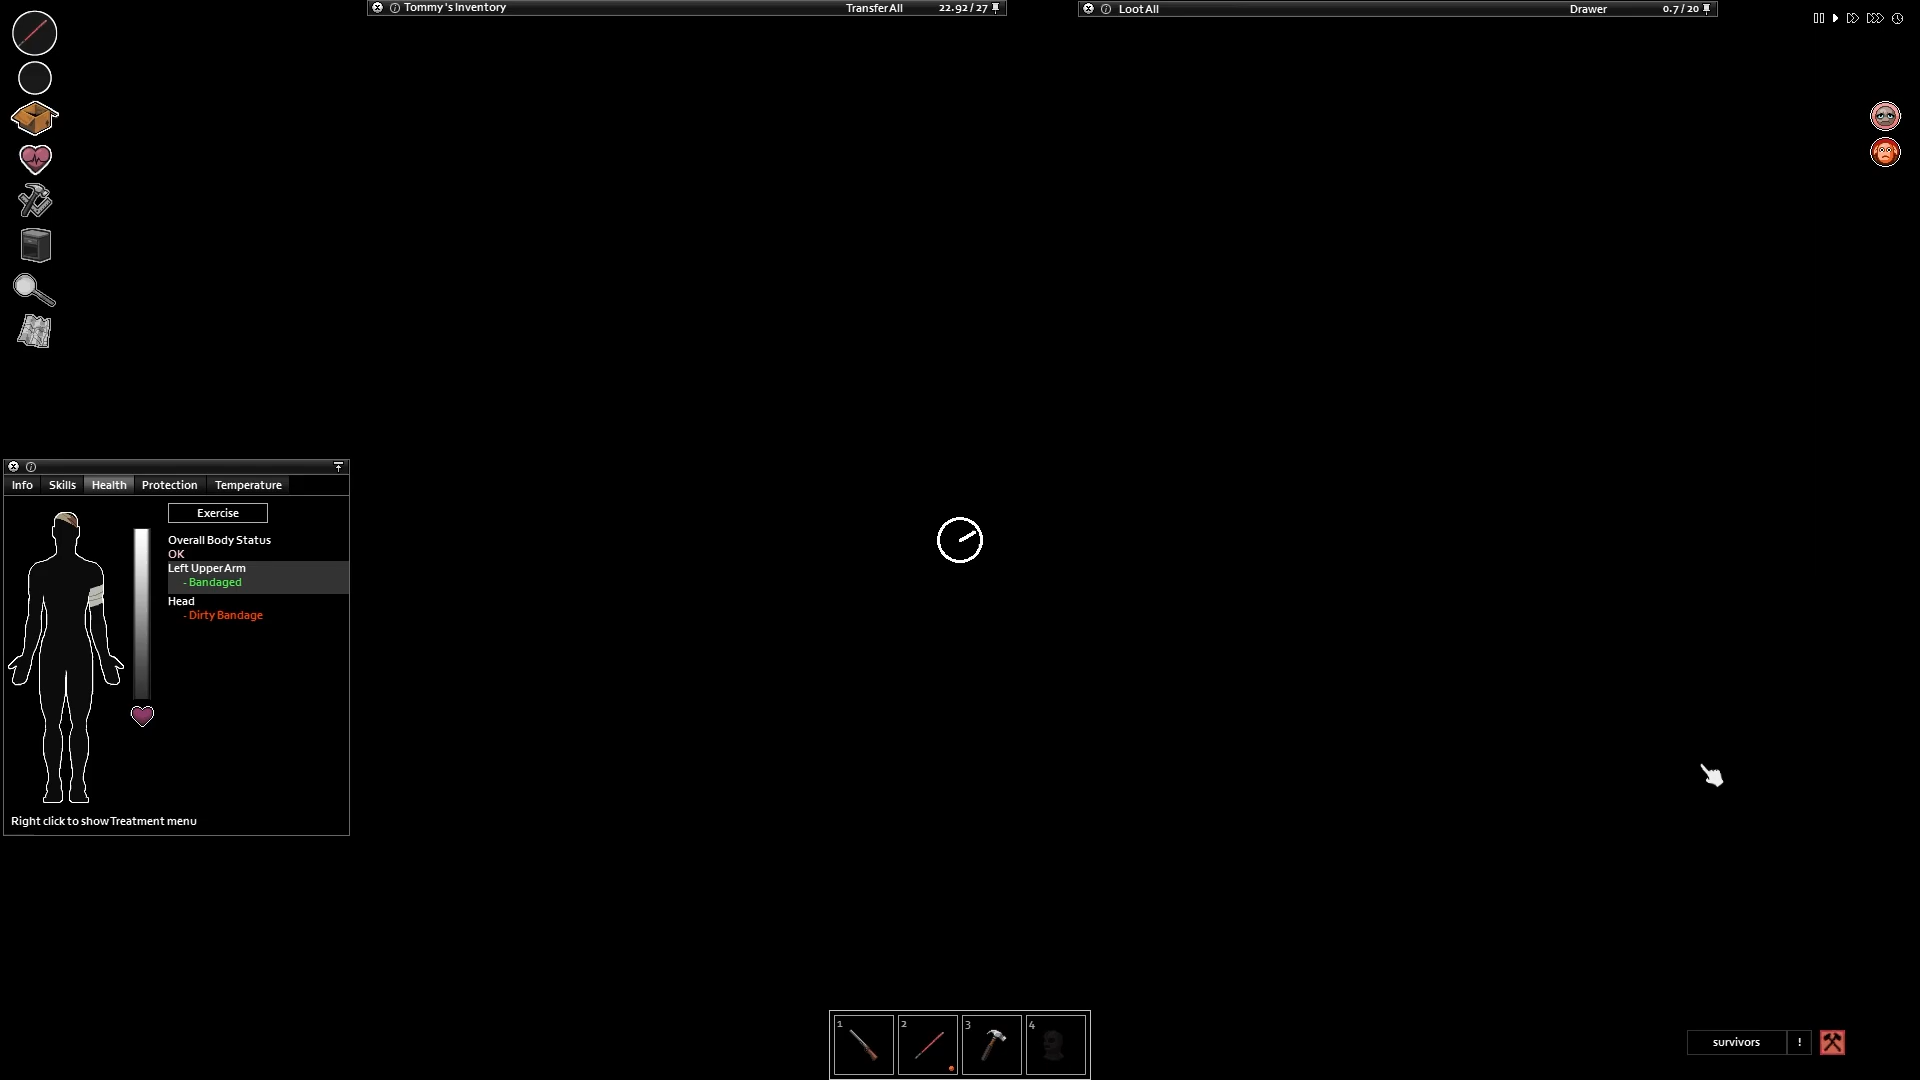 Tommy's Inventory Transfer All 22.92 / 27
Loot All Drawer 0.7 / 20
Info Skills Health Protection Temperature
Exercise
Overall Body Status
OK
Left Upper Arm
- Bandaged
Head
- Dirty Bandage
Right click to show Treatment menu
1 2 3 4
survivors !